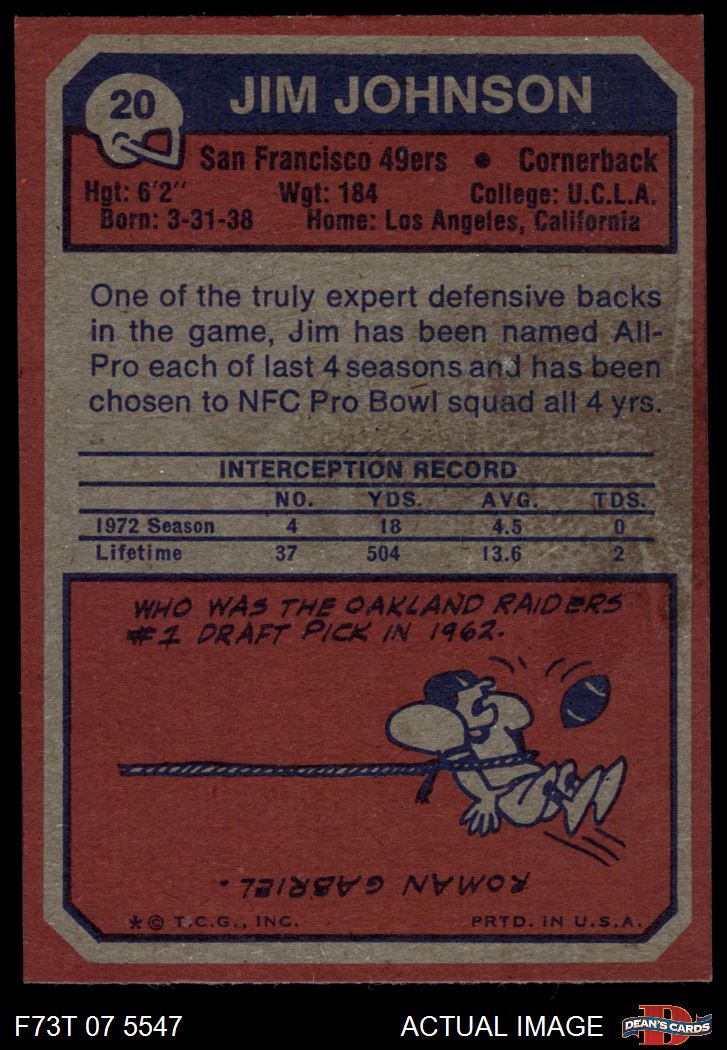 20
JIM JOHNSON
San Francisco 49ers • Cornerback
Hgt: 6'2" Wgt: 184 College: U.C.L.A.
Born: 3-31-38 Home: Los Angeles, California
One of the truly expert defensive backs
in the game, Jim has been named All-
Pro each of last 4 seasons and has been
chosen to NFC Pro Bowl squad all 4 yrs.
INTERCEPTION RECORD
NO. YDS. AVG. TDS.
1972 Season 4 18 4.5 0
Lifetime 37 504 13.6 2
WHO WAS THE OAKLAND RAIDERS
#1 DRAFT PICK IN 1962.
ROMAN GABRIEL.
* © T.C.G., INC. PRTD. IN U.S.A.
F73T 07 5547 ACTUAL IMAGE D DEAN'S CARDS